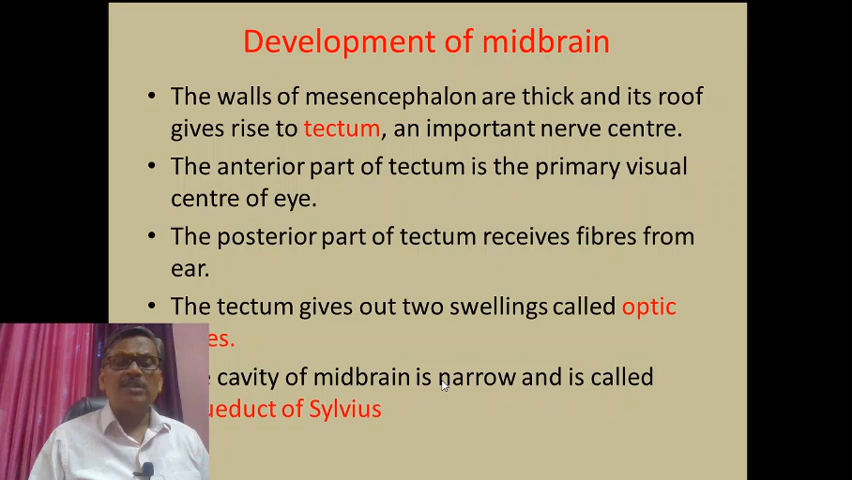 Development of midbrain
• The walls of mesencephalon are thick and its roof
gives rise to tectum, an important nerve centre.
• The anterior part of tectum is the primary visual
centre of eye.
• The posterior part of tectum receives fibres from
ear.
• The tectum gives out two swellings called optic
es.
cavity of midbrain is narrow and is called
ueduct of Sylvius